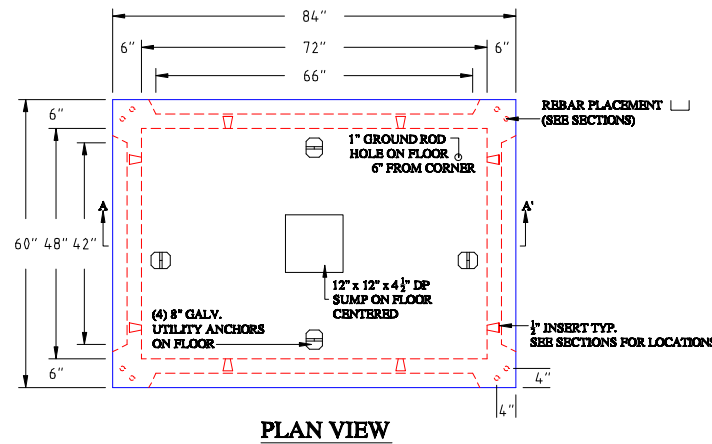 84"
6" 72" 6"
66"
REBAR PLACEMENT
(SEE SECTIONS)
6"
1" GROUND ROD
HOLE ON FLOOR
6" FROM CORNER
A A'
60" 48" 42"
12" x 12" x 4½" DP
SUMP ON FLOOR
CENTERED
(4) 8" GALV.
UTILITY ANCHORS
ON FLOOR
½" INSERT TYP.
SEE SECTIONS FOR LOCATIONS
6"
4"
4"
PLAN VIEW